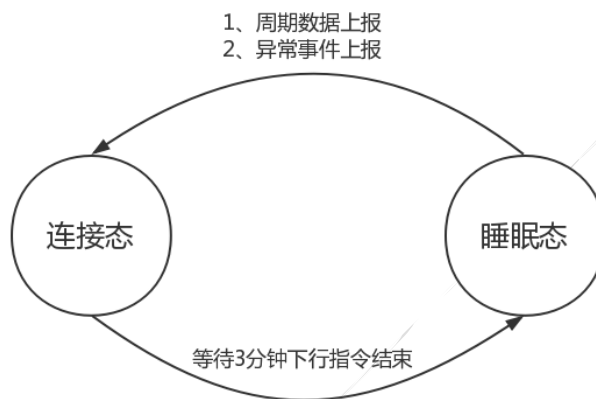 1、周期数据上报
2、异常事件上报
连接态
睡眠态
等待3分钟下行指令结束